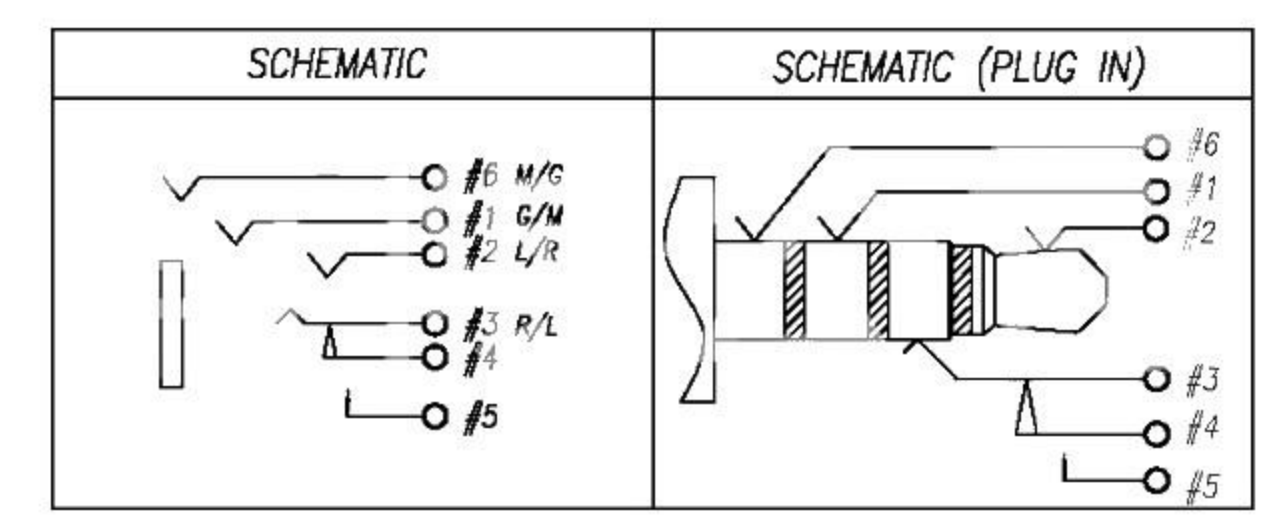 SCHEMATIC
#6 M/G
#1 G/M
#2 L/R
#3 R/L
#4
#5
SCHEMATIC (PLUG IN)
#6
#1
#2
#3
#4
#5